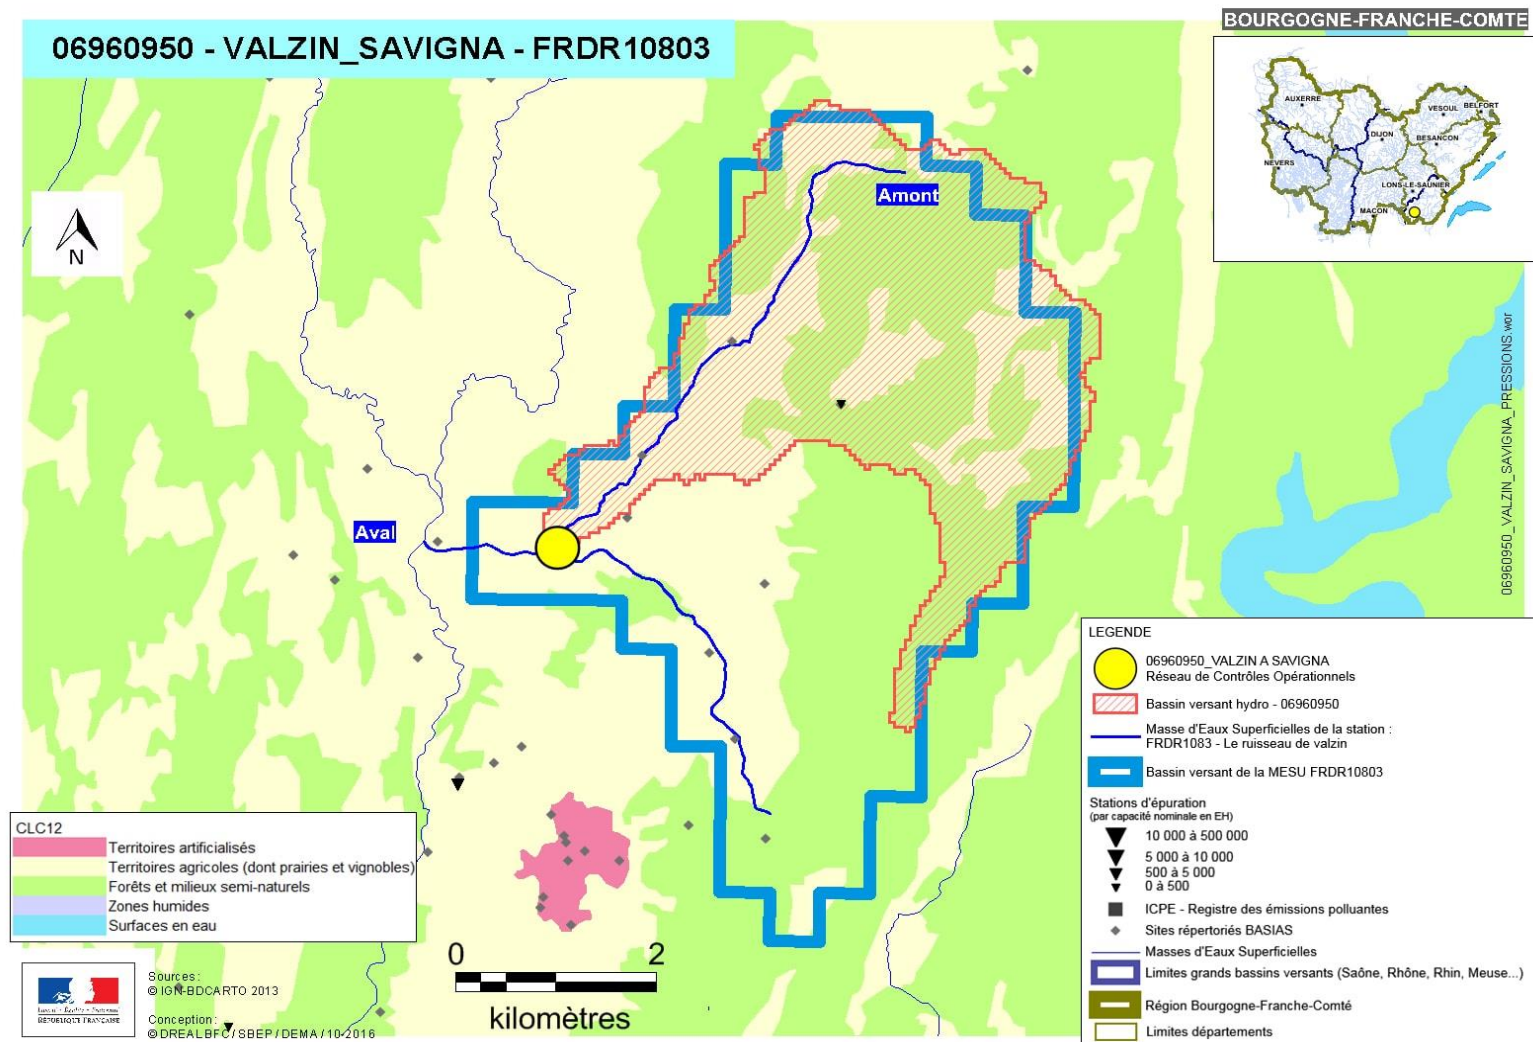 BOURGOGNE-FRANCHE-COMTE
06960950 - VALZIN_SAVIGNA - FRDR10803
AUXERRE
VESOUL
BELFORT
DIJON
BESANCON
NEVERS
LONS-LE-SAUNIER
MACON
Amont
N
Aval
06960950_VALZIN_SAVIGNA_PRESSIONS.wor
LEGENDE
06960950_VALZIN A SAVIGNA
Réseau de Contrôles Opérationnels
Bassin versant hydro - 06960950
Masse d'Eaux Superficielles de la station :
FRDR1083 - Le ruisseau de valzin
Bassin versant de la MESU FRDR10803
Stations d'épuration
(par capacité nominale en EH)
10 000 à 500 000
5 000 à 10 000
500 à 5 000
0 à 500
ICPE - Registre des émissions polluantes
Sites répertoriés BASIAS
Masses d'Eaux Superficielles
Limites grands bassins versants (Saône, Rhône, Rhin, Meuse...)
Région Bourgogne-Franche-Comté
Limites départements
CLC12
Territoires artificialisés
Territoires agricoles (dont prairies et vignobles)
Forêts et milieux semi-naturels
Zones humides
Surfaces en eau
0 2
kilomètres
Liberté • Égalité • Fraternité
RÉPUBLIQUE FRANÇAISE
Sources :
© IGN-BDCARTO 2013
Conception :
© DREAL BFC / SBEP / DEMA / 10-2016